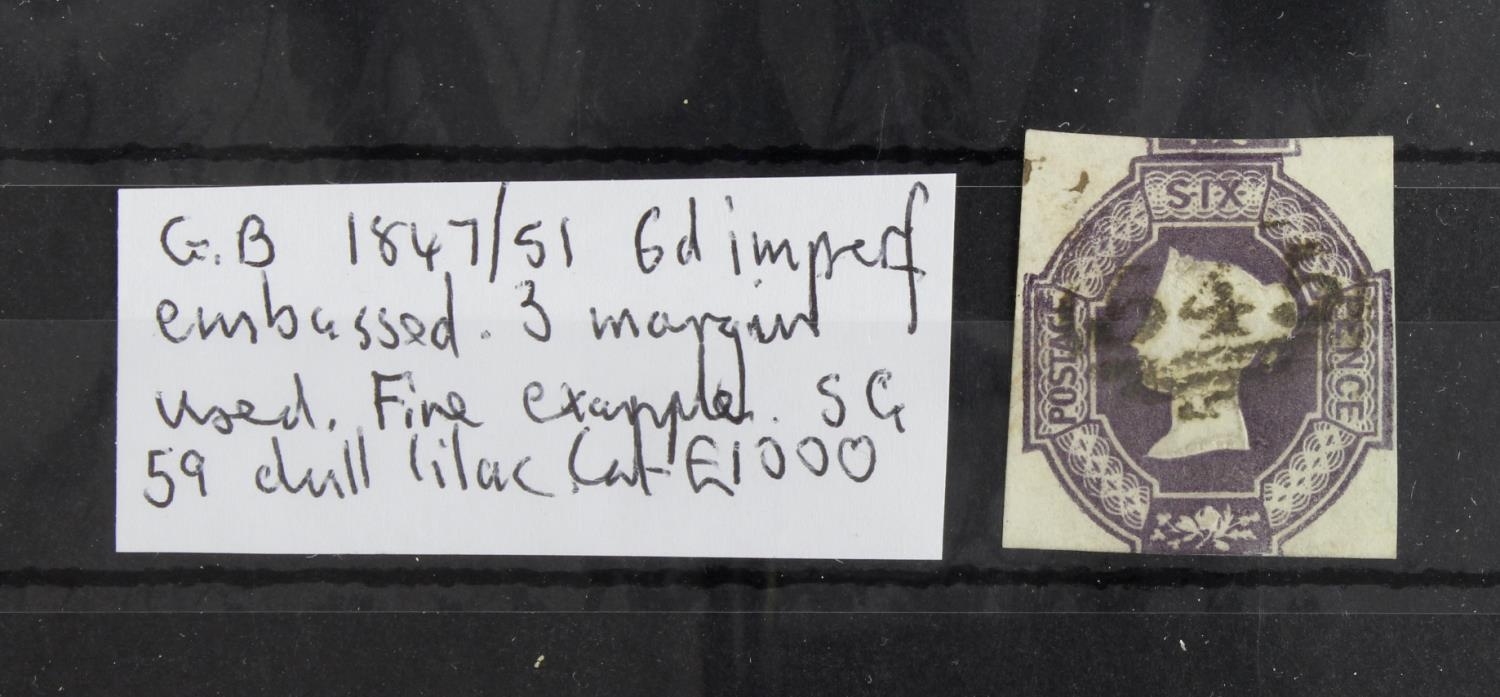 G.B 1847/51 6d imperf
embassed. 3 margin
used. Fine example. SG
59 dull lilac Cat £1000
SIX
POSTAGE
PENCE